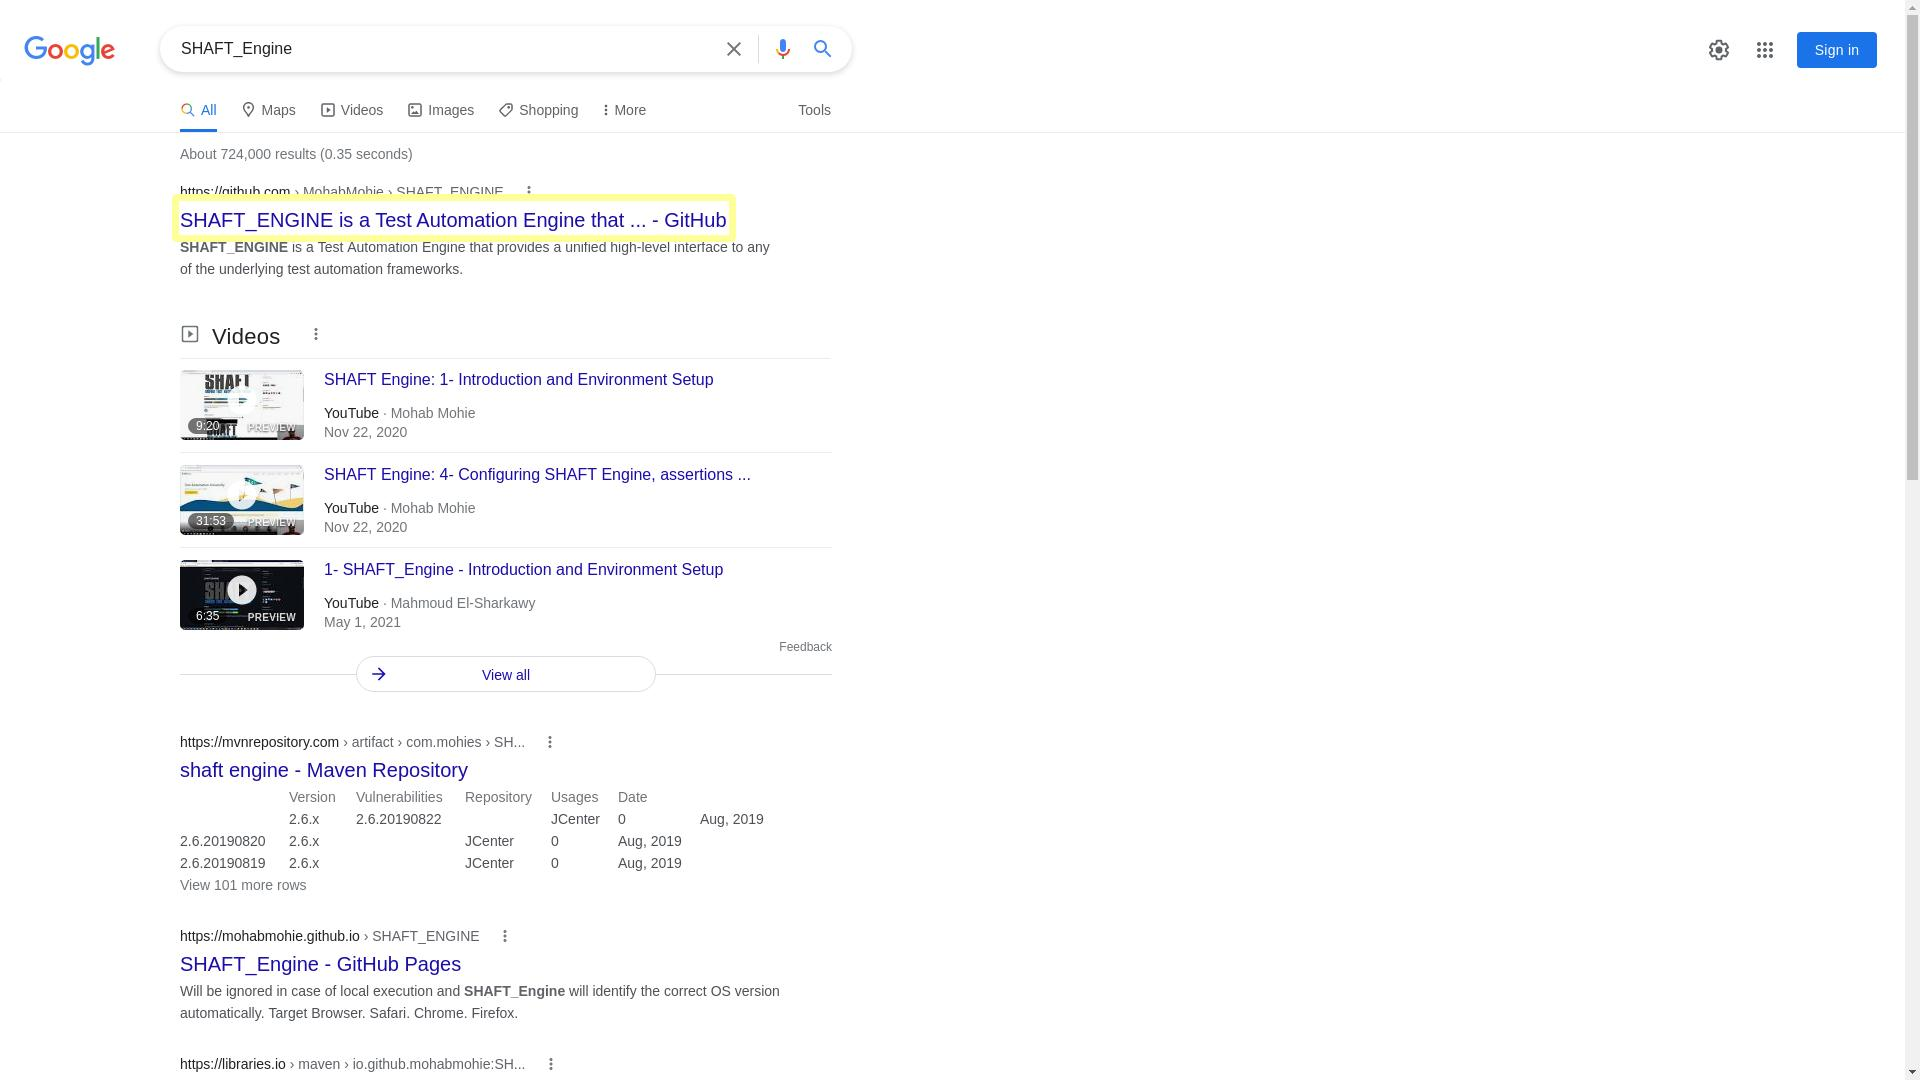 Google
SHAFT_Engine
Sign in
All
Maps
Videos
Images
Shopping
More
Tools
About 724,000 results (0.35 seconds)
https://github.com › MohabMohie › SHAFT_ENGINE
SHAFT_ENGINE is a Test Automation Engine that ... - GitHub
SHAFT_ENGINE is a Test Automation Engine that provides a unified high-level interface to any
of the underlying test automation frameworks.
Videos
SHAFT
9:20
PREVIEW
SHAFT Engine: 1- Introduction and Environment Setup
YouTube · Mohab Mohie
Nov 22, 2020
31:53
PREVIEW
SHAFT Engine: 4- Configuring SHAFT Engine, assertions ...
YouTube · Mohab Mohie
Nov 22, 2020
6:35
PREVIEW
1- SHAFT_Engine - Introduction and Environment Setup
YouTube · Mahmoud El-Sharkawy
May 1, 2021
Feedback
View all
https://mvnrepository.com › artifact › com.mohies › SH...
shaft engine - Maven Repository
Version Vulnerabilities Repository Usages Date
2.6.x 2.6.20190822 JCenter 0 Aug, 2019
2.6.20190820 2.6.x JCenter 0 Aug, 2019
2.6.20190819 2.6.x JCenter 0 Aug, 2019
View 101 more rows
https://mohabmohie.github.io › SHAFT_ENGINE
SHAFT_Engine - GitHub Pages
Will be ignored in case of local execution and SHAFT_Engine will identify the correct OS version
automatically. Target Browser. Safari. Chrome. Firefox.
https://libraries.io › maven › io.github.mohabmohie:SH...